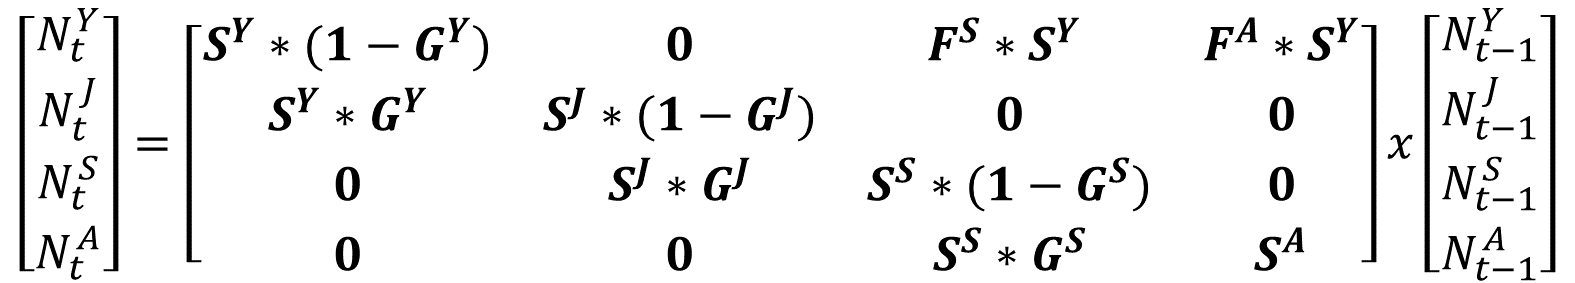 [N_t^Y] [S^Y * (1 − G^Y) 0 F^S * S^Y F^A * S^Y] [N_{t−1}^Y]
[N_t^J] = [S^Y * G^Y S^J * (1 − G^J) 0 0] x [N_{t−1}^J]
[N_t^S] [0 S^J * G^J S^S * (1 − G^S) 0] [N_{t−1}^S]
[N_t^A] [0 0 S^S * G^S S^A] [N_{t−1}^A]